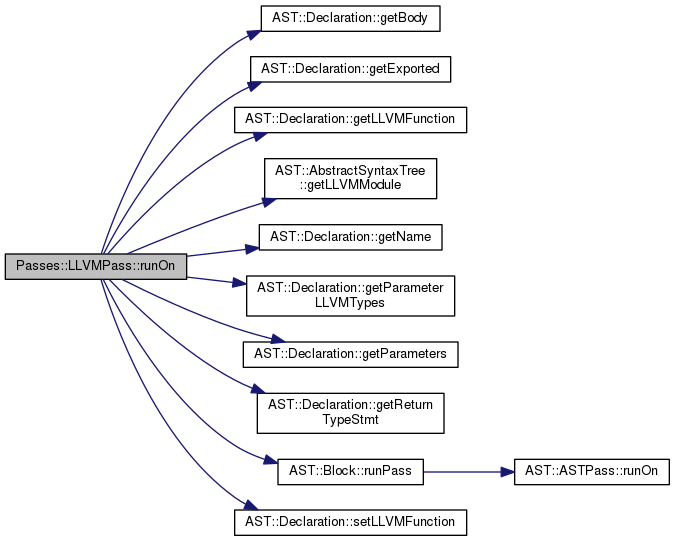 AST::Declaration::getBody
AST::Declaration::getExported
AST::Declaration::getLLVMFunction
AST::AbstractSyntaxTree
::getLLVMModule
AST::Declaration::getName
Passes::LLVMPass::runOn
AST::Declaration::getParameter
LLVMTypes
AST::Declaration::getParameters
AST::Declaration::getReturn
TypeStmt
AST::Block::runPass
AST::ASTPass::runOn
AST::Declaration::setLLVMFunction